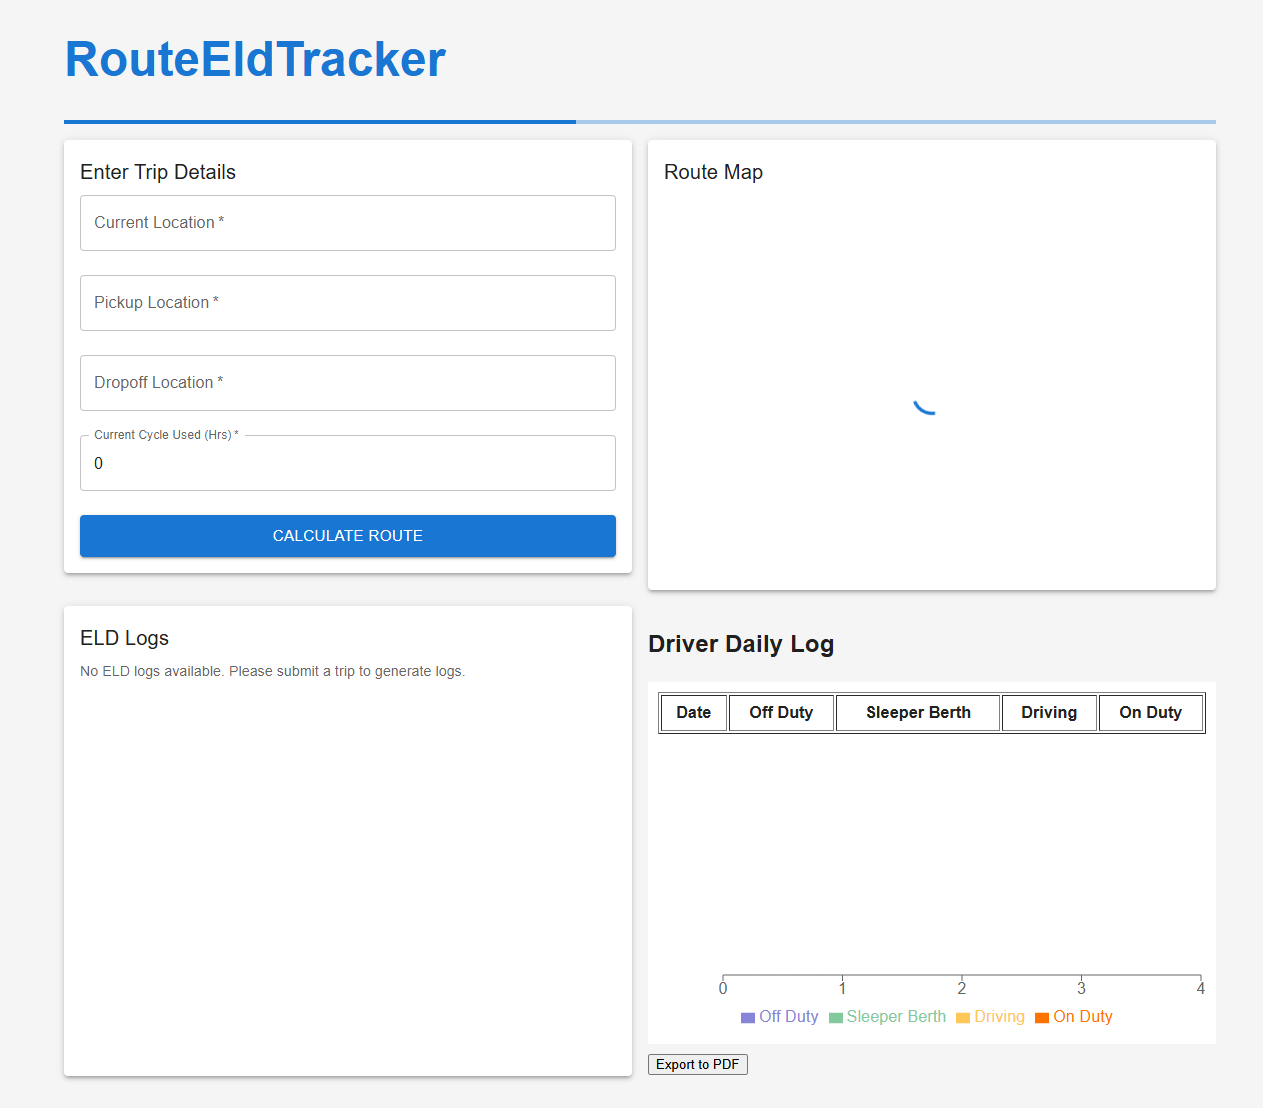 RouteEldTracker
Enter Trip Details
Current Location *
Pickup Location *
Dropoff Location *
Current Cycle Used (Hrs) *
0
CALCULATE ROUTE
Route Map
ELD Logs
No ELD logs available. Please submit a trip to generate logs.
Driver Daily Log
Date Off Duty Sleeper Berth Driving On Duty
0 1 2 3 4
Off Duty Sleeper Berth Driving On Duty
Export to PDF